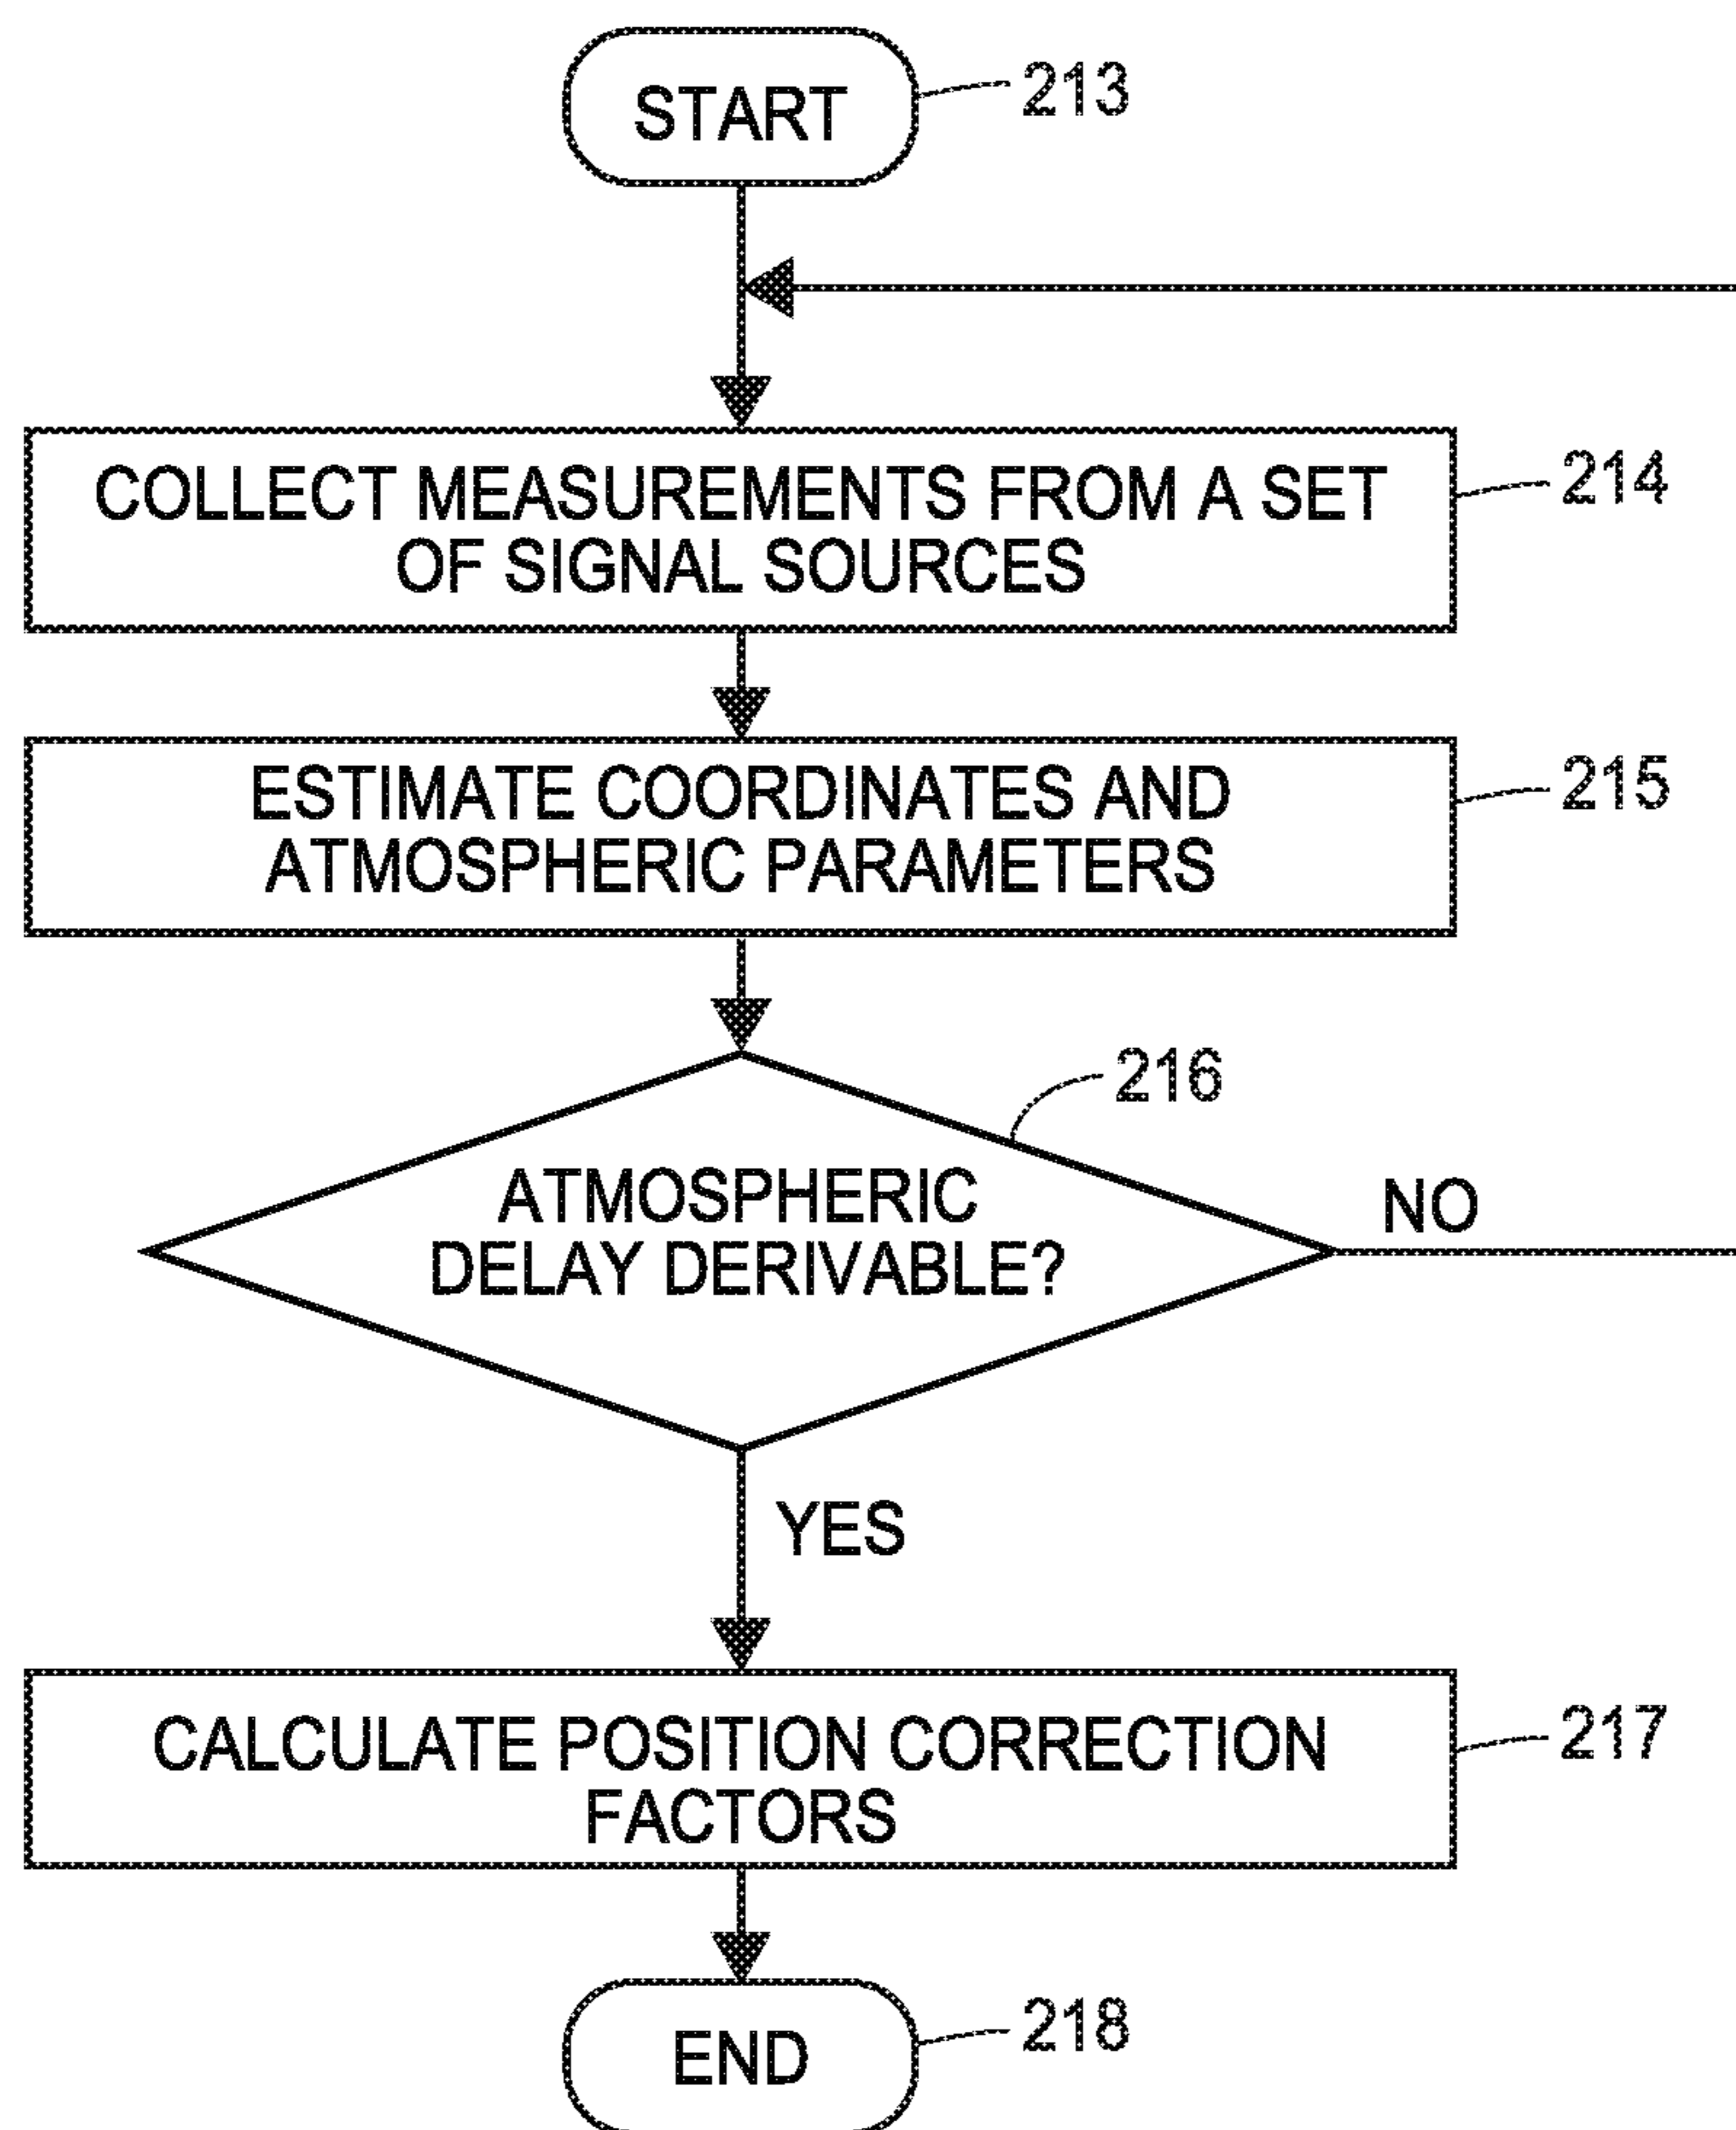 START
213
COLLECT MEASUREMENTS FROM A SET
OF SIGNAL SOURCES
214
ESTIMATE COORDINATES AND
ATMOSPHERIC PARAMETERS
215
216
ATMOSPHERIC
DELAY DERIVABLE?
NO
YES
CALCULATE POSITION CORRECTION
FACTORS
217
END
218